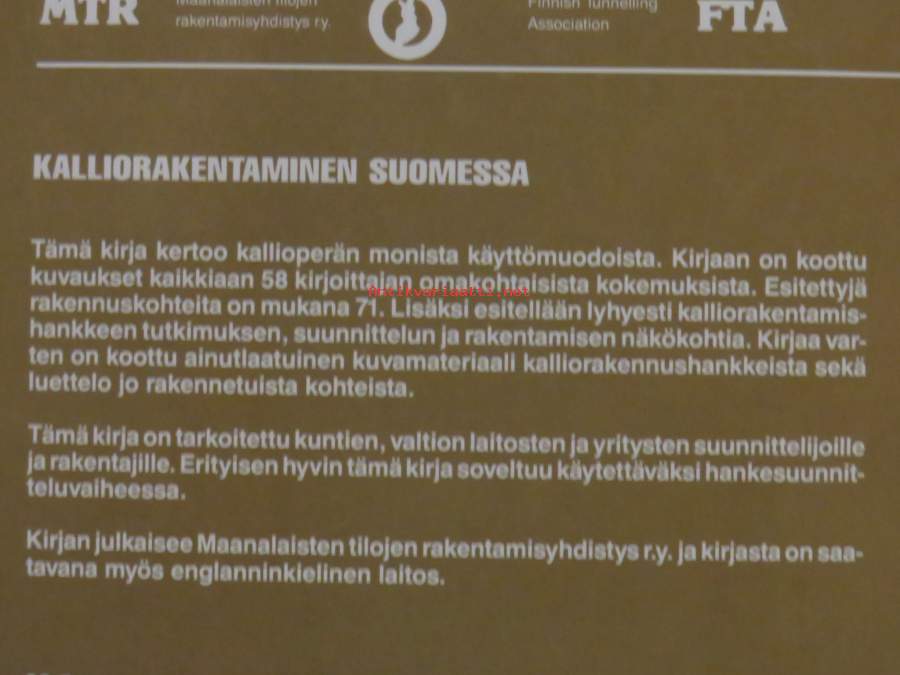 MTR
Maanalaisten tilojen
rakentamisyhdistys r.y.
Finnish Tunnelling
Association
FTA
KALLIORAKENTAMINEN SUOMESSA
Tämä kirja kertoo kallioperän monista käyttömuodoista. Kirjaan on koottu
kuvaukset kaikkiaan 58 kirjoittajan omakohtaisista kokemuksista. Esitettyjä
rakennuskohteita on mukana 71. Lisäksi esitellään lyhyesti kalliorakentamis-
hankkeen tutkimuksen, suunnittelun ja rakentamisen näkökohtia. Kirjaa var-
ten on koottu ainutlaatuinen kuvamateriaali kalliorakennushankkeista sekä
luettelo jo rakennetuista kohteista.
Tämä kirja on tarkoitettu kuntien, valtion laitosten ja yritysten suunnittelijoille
ja rakentajille. Erityisen hyvin tämä kirja soveltuu käytettäväksi hankesuunnit-
teluvaiheessa.
Kirjan julkaisee Maanalaisten tilojen rakentamisyhdistys r.y. ja kirjasta on saa-
tavana myös englanninkielinen laitos.
Antikvariaatti.net